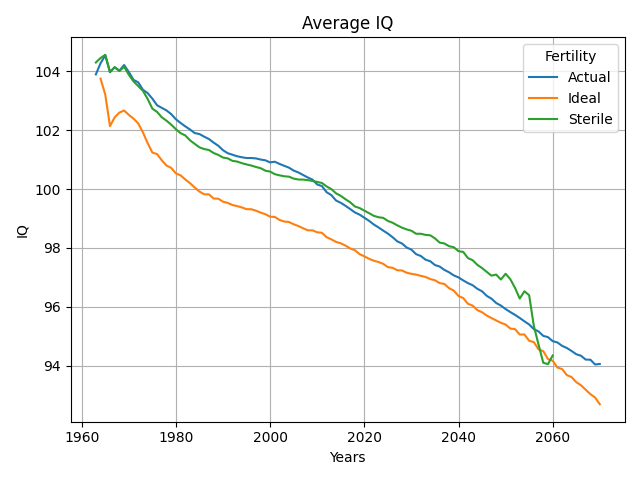 Average IQ
Fertility
Actual
Ideal
Sterile
104
102
100
98
96
94
IQ
1960
1980
2000
2020
2040
2060
Years